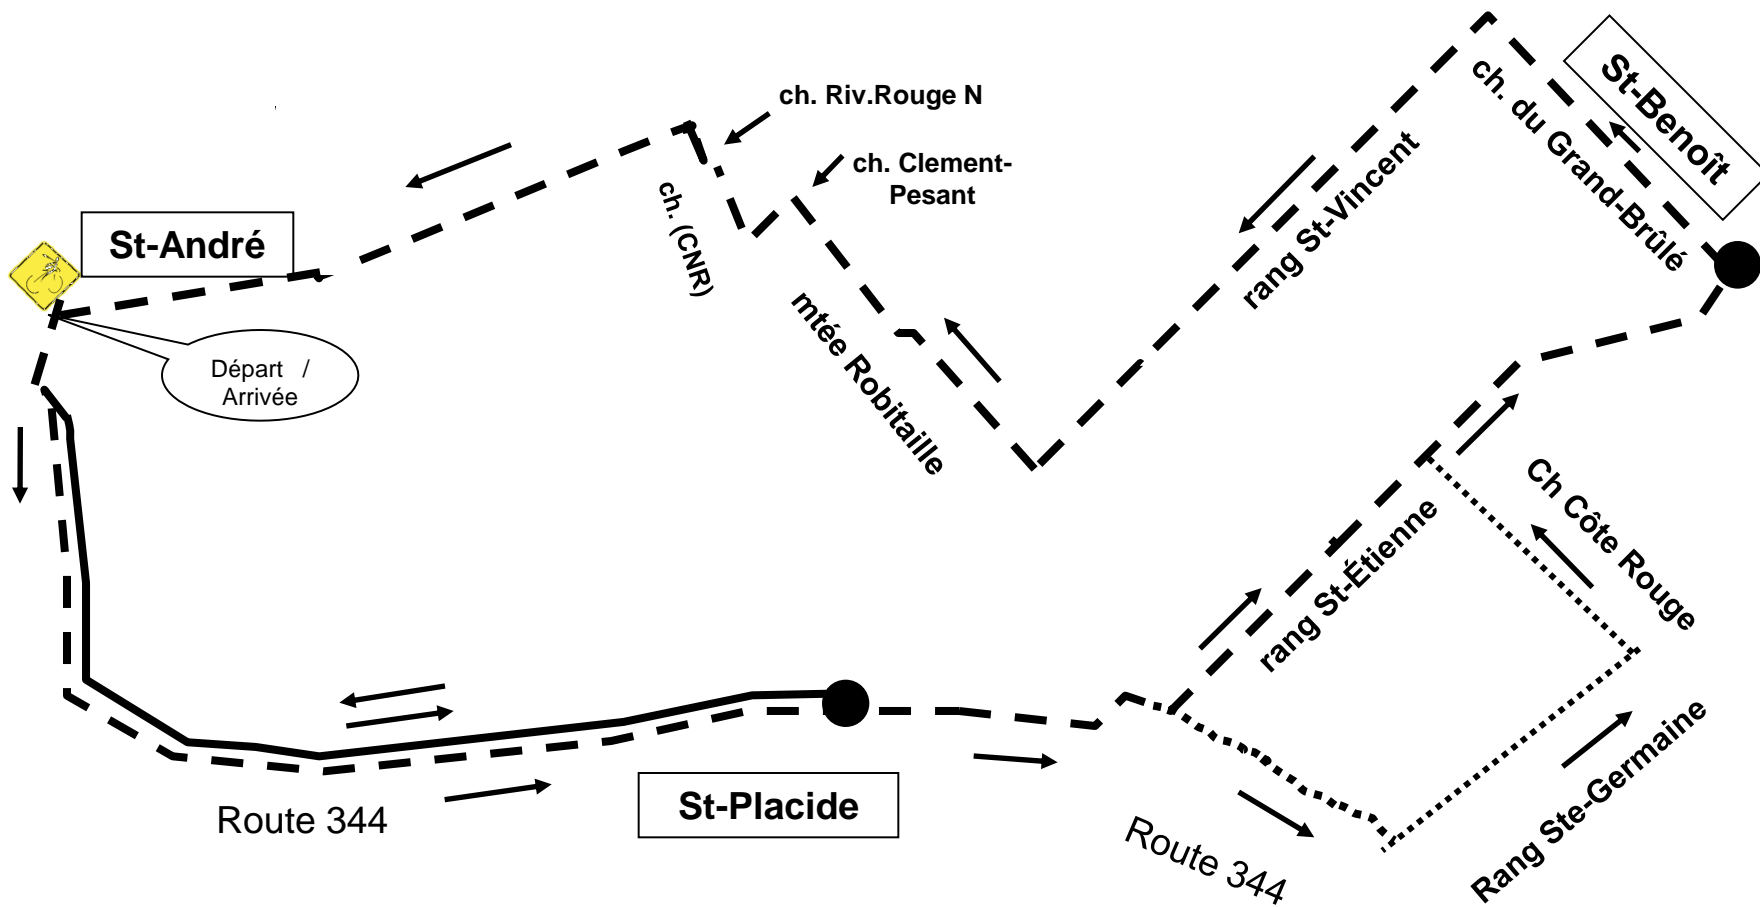 St-Benoît
ch. du Grand-Brûlé
ch. Riv.Rouge N
ch. Clement-
Pesant
rang St-Vincent
ch. (CNR)
St-André
mtée Robitaille
Départ /
Arrivée
Ch Côte Rouge
rang St-Étienne
Rang Ste-Germaine
St-Placide
Route 344
Route 344